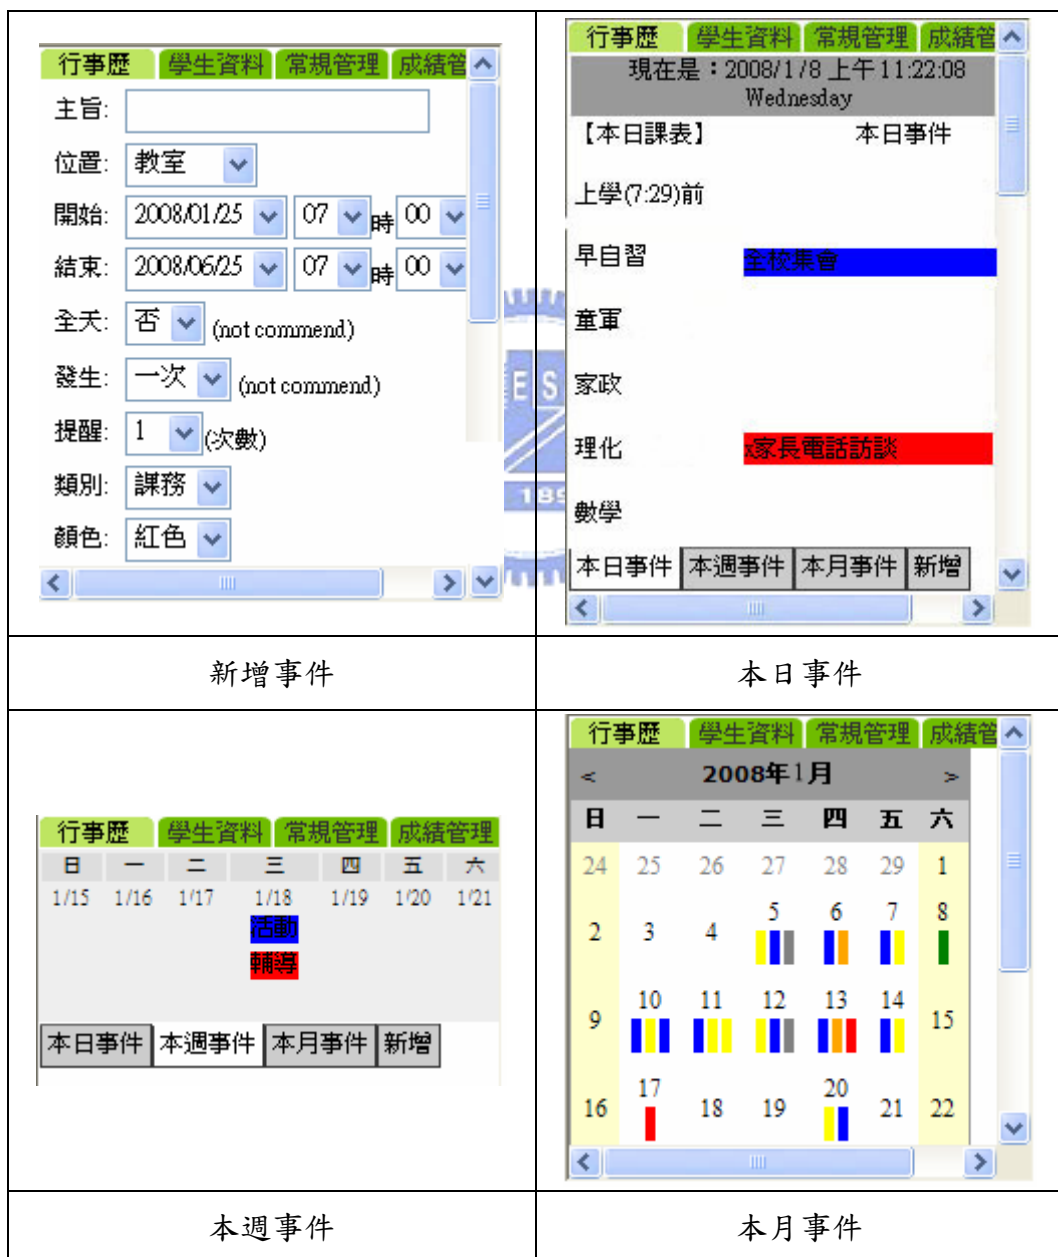 行事歷 學生資料 常規管理 成績管
主旨:
位置: 教室
開始: 2008/01/25 07 時 00
結束: 2008/06/25 07 時 00
全天: 否 (not commend)
發生: 一次 (not commend)
提醒: 1 (次數)
類別: 課務
顏色: 紅色
新增事件
行事歷 學生資料 常規管理 成績管
現在是：2008/1/8 上午 11:22:08
Wednesday
【本日課表】 本日事件
上學(7:29)前
早自習 全校集會
童軍
家政
理化 x家長電話訪談
數學
本日事件 本週事件 本月事件 新增
本日事件
行事歷 學生資料 常規管理 成績管理
日 一 二 三 四 五 六
1/15 1/16 1/17 1/18 1/19 1/20 1/21
活動
輔導
本日事件 本週事件 本月事件 新增
本週事件
行事歷 學生資料 常規管理 成績管
< 2008年1月 >
日 一 二 三 四 五 六
24 25 26 27 28 29 1
2 3 4 5 6 7 8
9 10 11 12 13 14 15
16 17 18 19 20 21 22
本月事件
E S
189